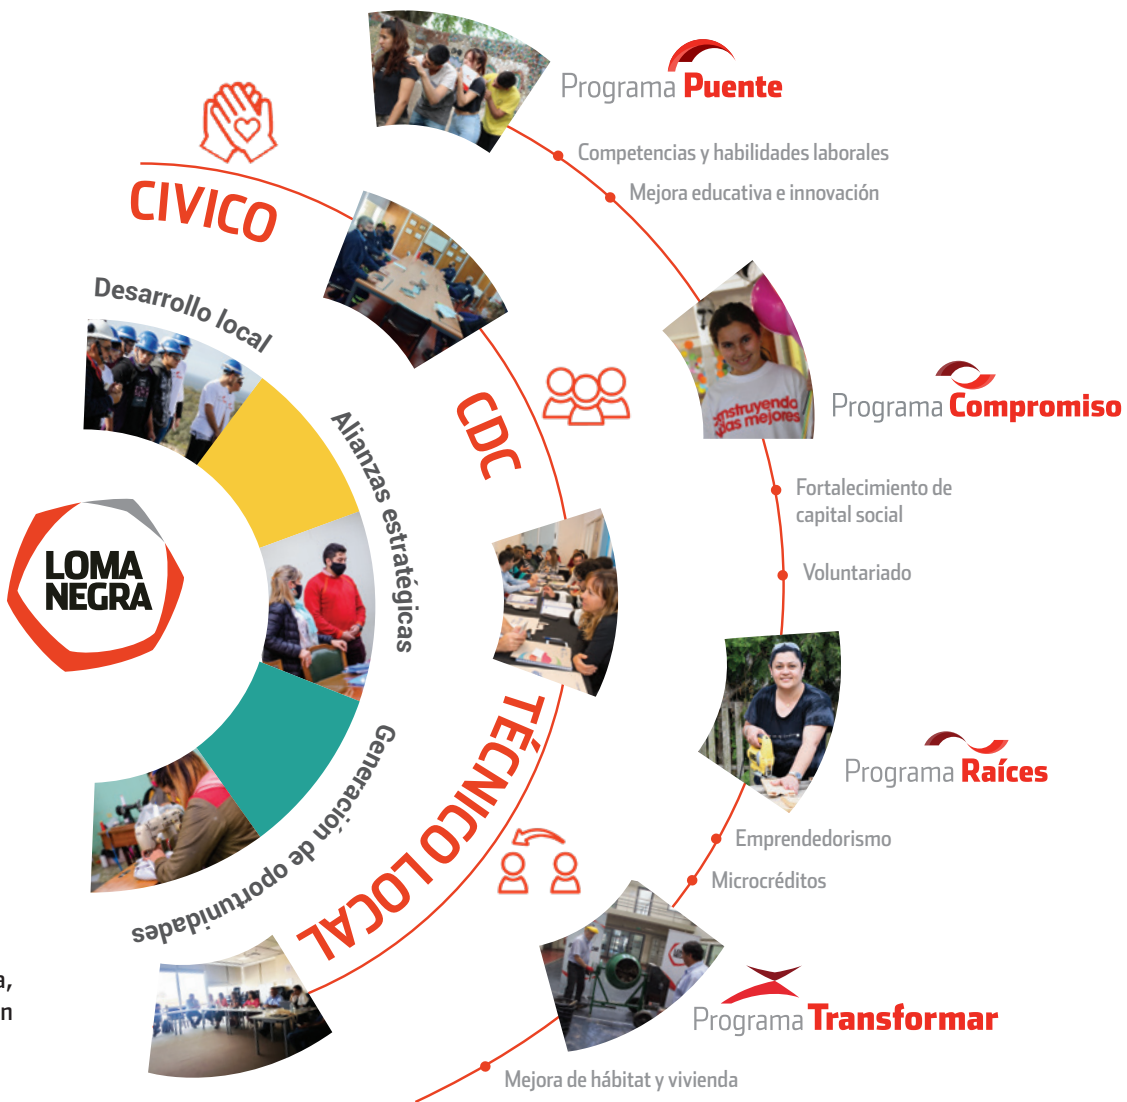 Programa Puente
Competencias y habilidades laborales
Mejora educativa e innovación
CIVICO
Desarrollo local
Alianzas estratégicas
CDC
Programa Compromiso
Fortalecimiento de
capital social
Voluntariado
LOMA
NEGRA
Generación de oportunidades
TÉCNICO LOCAL
Programa Raíces
Emprendedorismo
Microcréditos
Programa Transformar
Mejora de hábitat y vivienda
a,
n
nstruyendo
mejores